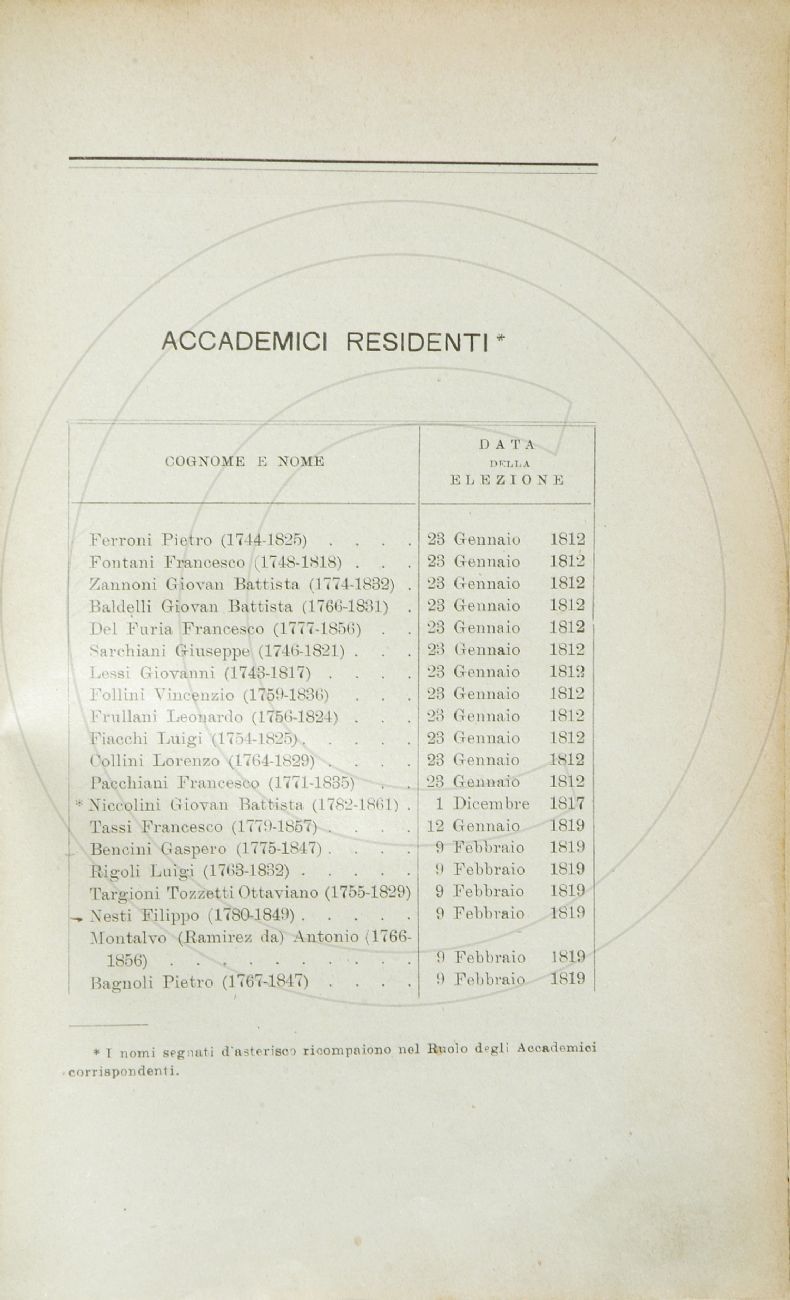 ACCADEMICI RESIDENTI *
COGNOME E NOME
DATA
DELLA
ELEZIONE
Ferroni Pietro (1744-1825) . . . . 23 Gennaio 1812
Fontani Francesco (1748-1818) . . . 23 Gennaio 1812
Zannoni Giovan Battista (1774-1832) . 23 Gennaio 1812
Baldelli Giovan Battista (1766-1831) . 23 Gennaio 1812
Del Furia Francesco (1777-1856) . . 23 Gennaio 1812
Sarchiani Giuseppe (1746-1821) . . . 23 Gennaio 1812
Lessi Giovanni (1743-1817) . . . . 23 Gennaio 1812
Follini Vincenzio (1759-1836) . . . 23 Gennaio 1812
Frullani Leonardo (1756-1824) . . . 23 Gennaio 1812
Fiacchi Luigi (1754-1825) . . . . . 23 Gennaio 1812
Collini Lorenzo (1764-1829) . . . . 23 Gennaio 1812
Pacchiani Francesco (1771-1835) . . 23 Gennaio 1812
* Niccolini Giovan Battista (1782-1861) . 1 Dicembre 1817
Tassi Francesco (1779-1857) . . . . 12 Gennaio 1819
Bencini Gaspero (1775-1847) . . . . 9 Febbraio 1819
Rigoli Luigi (1763-1832) . . . . . 9 Febbraio 1819
Targioni Tozzetti Ottaviano (1755-1829) 9 Febbraio 1819
Nesti Filippo (1780-1849) . . . . . 9 Febbraio 1819
Montalvo (Ramirez da) Antonio (1766-
1856) . . . . . . . . . . 9 Febbraio 1819
Bagnoli Pietro (1767-1847) . . . . 9 Febbraio 1819
* I nomi segnati d'asterisco ricompaiono nel Ruolo degli Accademici
corrispondenti.